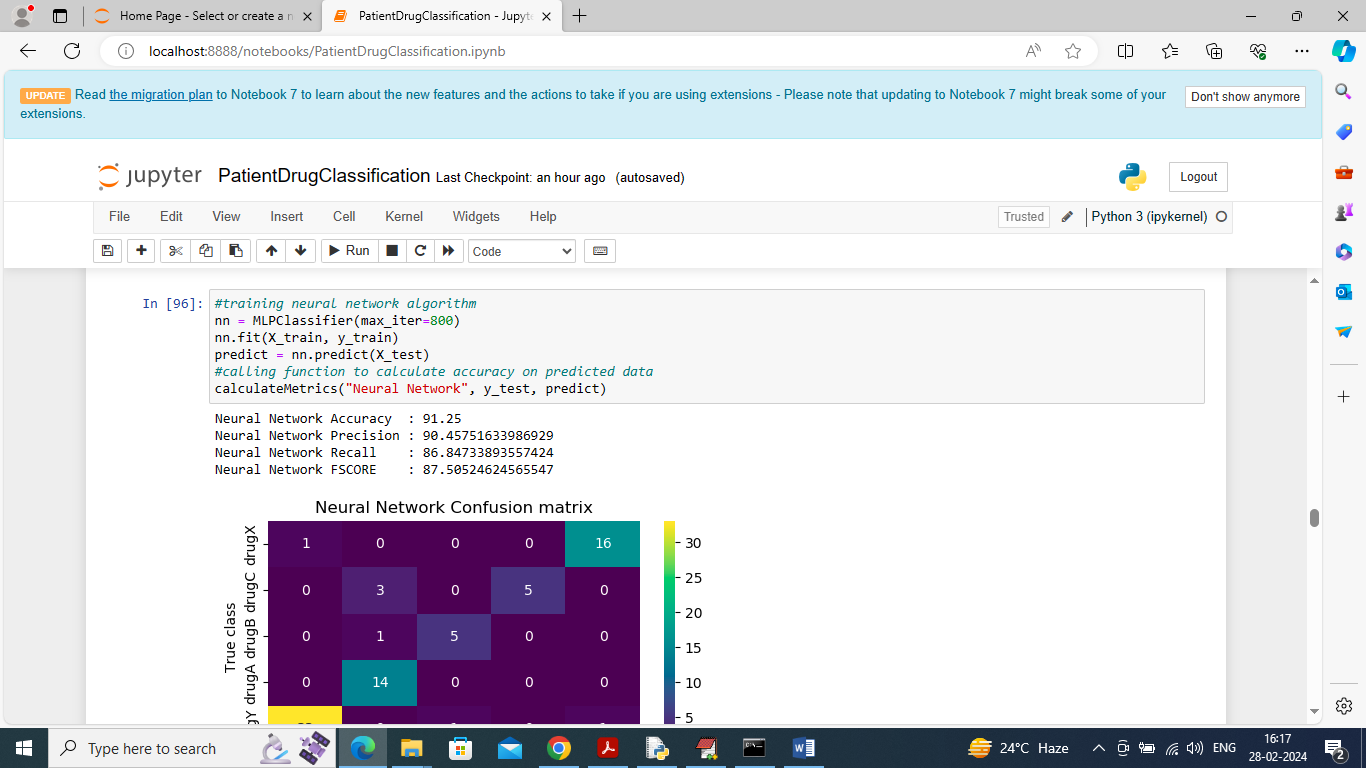 Home Page - Select or create a n
PatientDrugClassification - Jupyte
localhost:8888/notebooks/PatientDrugClassification.ipynb
UPDATE Read the migration plan to Notebook 7 to learn about the new features and the actions to take if you are using extensions - Please note that updating to Notebook 7 might break some of your
extensions.
Don't show anymore
jupyter PatientDrugClassification Last Checkpoint: an hour ago (autosaved)
Logout
File Edit View Insert Cell Kernel Widgets Help
Trusted Python 3 (ipykernel)
Run Code
In [96]: #training neural network algorithm
nn = MLPClassifier(max_iter=800)
nn.fit(X_train, y_train)
predict = nn.predict(X_test)
#calling function to calculate accuracy on predicted data
calculateMetrics("Neural Network", y_test, predict)
Neural Network Accuracy : 91.25
Neural Network Precision : 90.45751633986929
Neural Network Recall : 86.84733893557424
Neural Network FSCORE : 87.50524624565547
Neural Network Confusion matrix
True class
drugX 1 0 0 0 16
drugC 0 3 0 5 0
drugB 0 1 5 0 0
drugA 0 14 0 0 0
gY
30
25
20
15
10
5
Type here to search
24°C Haze
ENG
16:17
28-02-2024
2